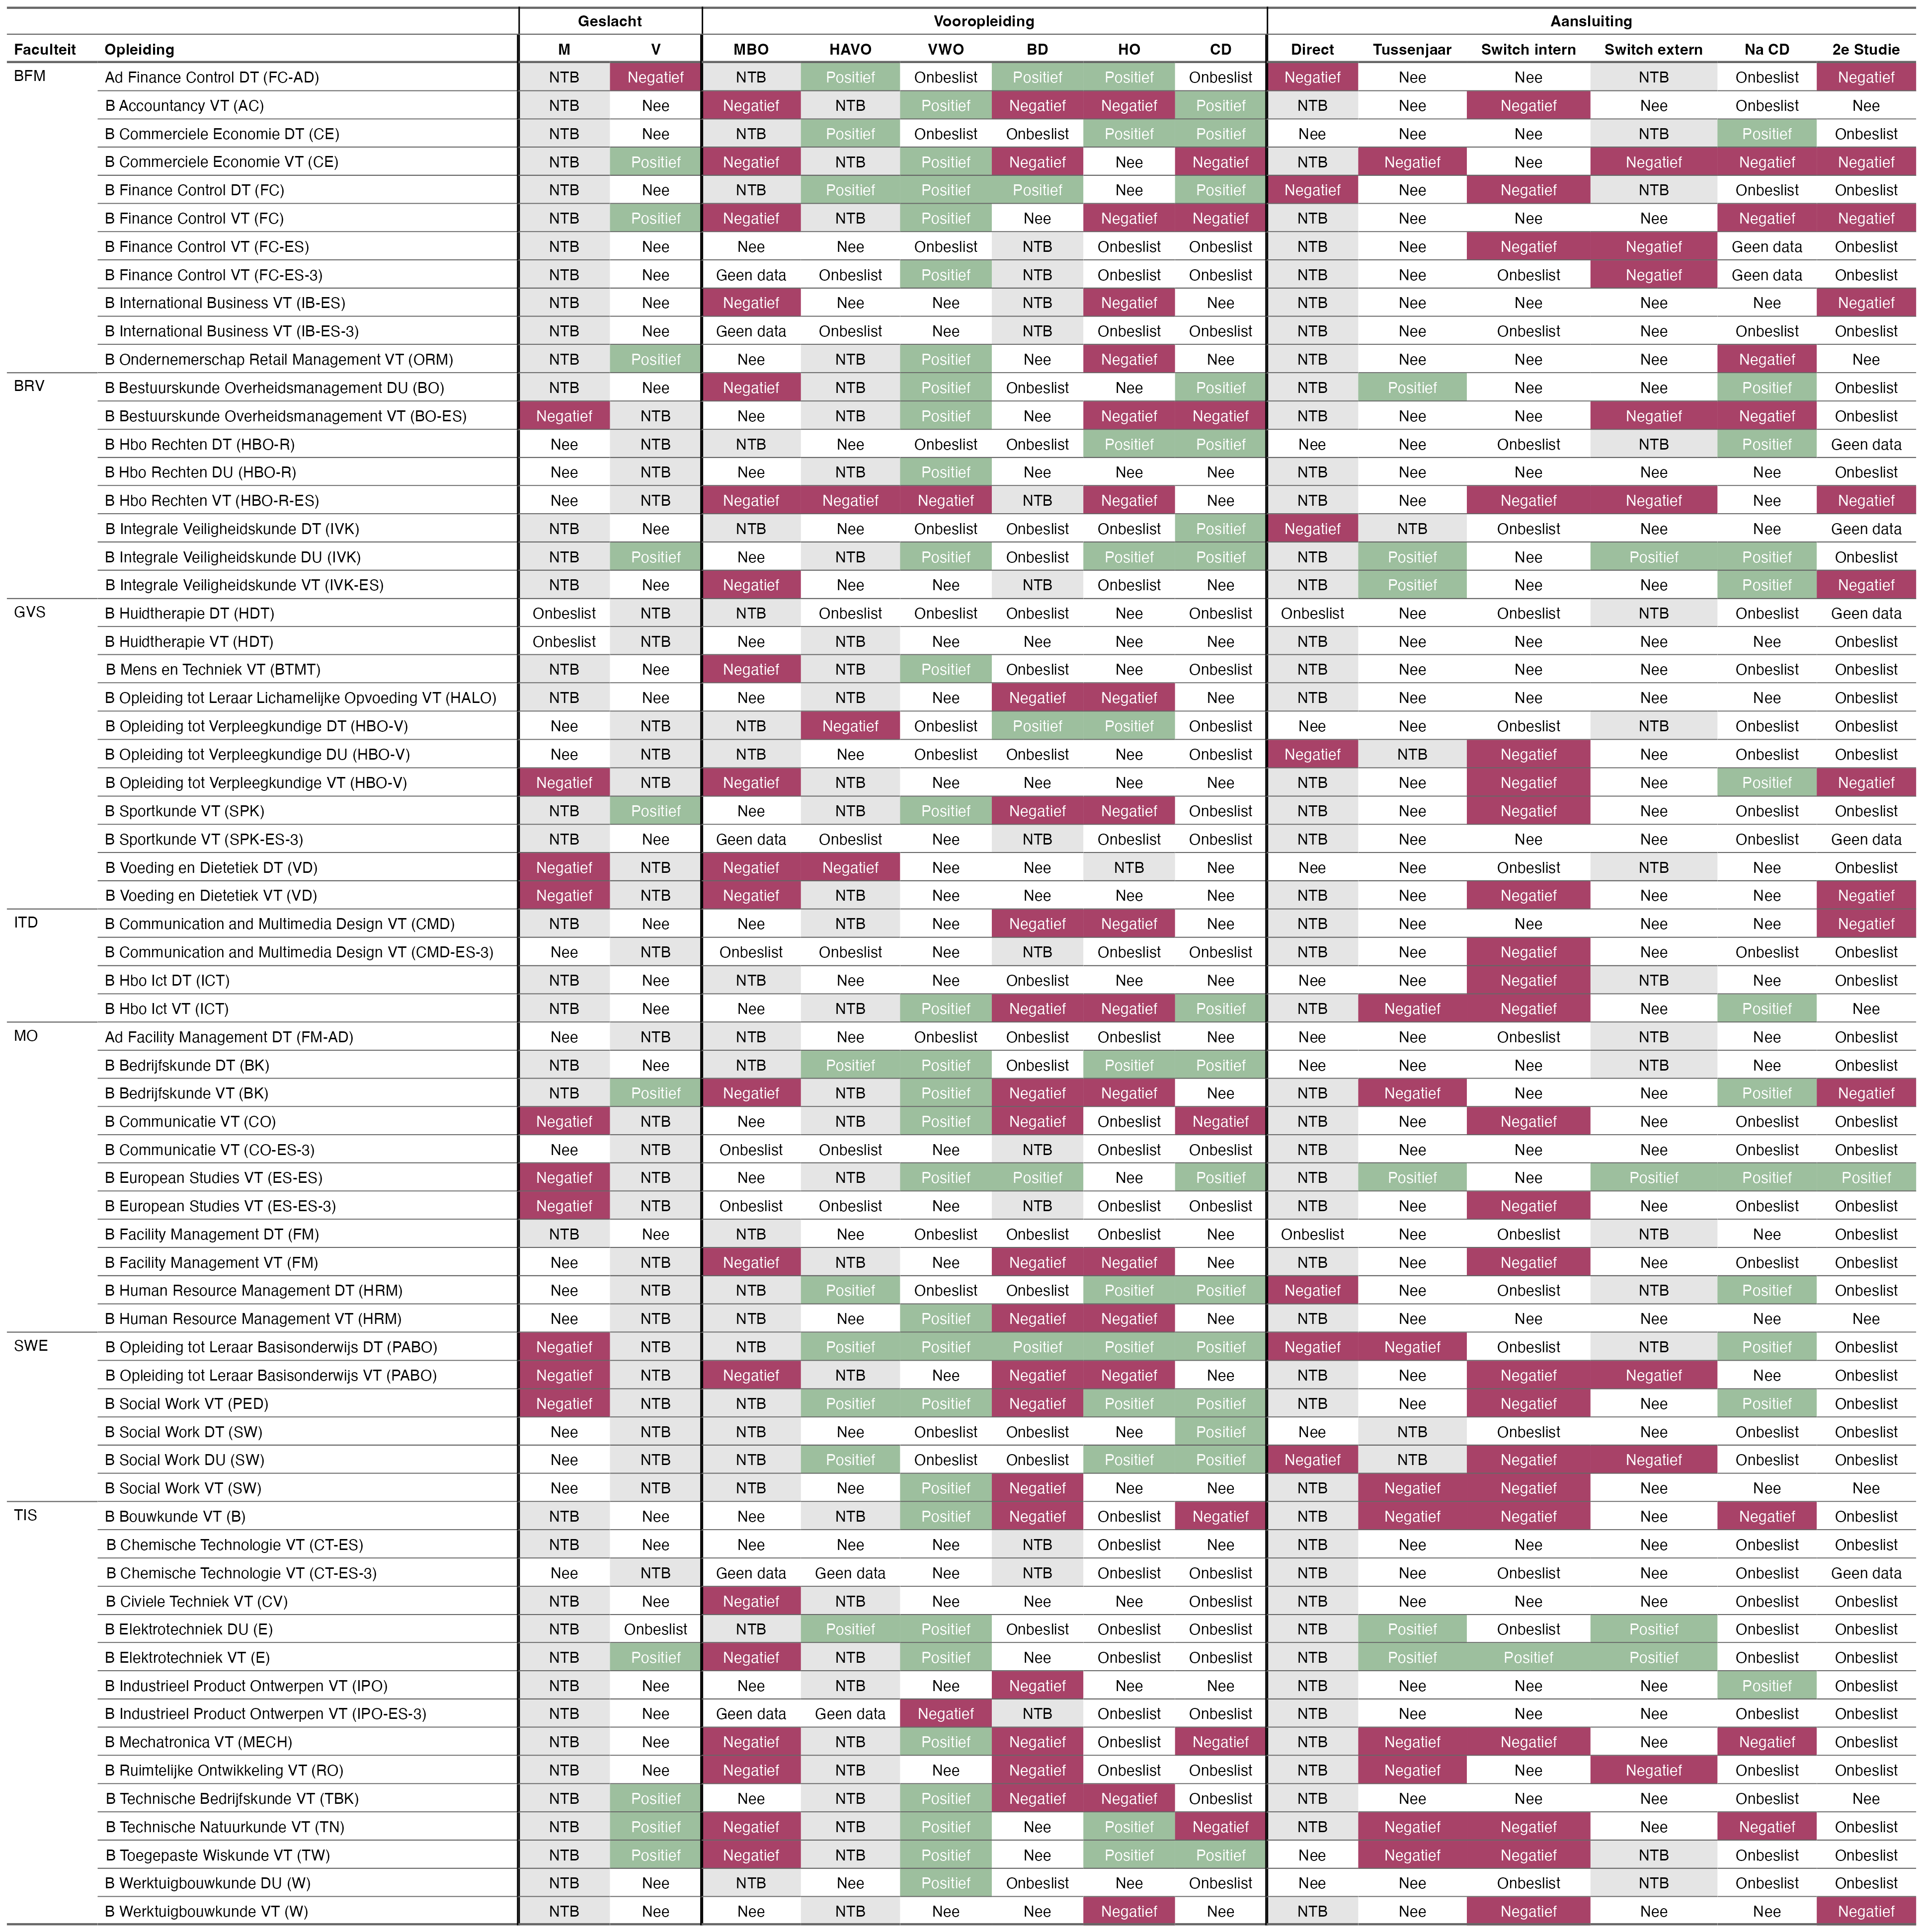 Geslacht Vooropleiding Aansluiting
Faculteit Opleiding M V MBO HAVO VWO BD HO CD Direct Tussenjaar Switch intern Switch extern Na CD 2e Studie
BFM Ad Finance Control DT (FC-AD) NTB Negatief NTB Positief Onbeslist Positief Positief Onbeslist Negatief Nee Nee NTB Onbeslist Negatief
B Accountancy VT (AC) NTB Nee Negatief NTB Positief Negatief Negatief Positief NTB Nee Negatief Nee Onbeslist Nee
B Commerciele Economie DT (CE) NTB Nee NTB Positief Onbeslist Onbeslist Positief Positief Nee Nee Nee NTB Positief Onbeslist
B Commerciele Economie VT (CE) NTB Positief Negatief NTB Positief Negatief Nee Negatief NTB Negatief Nee Negatief Negatief Negatief
B Finance Control DT (FC) NTB Nee NTB Positief Positief Positief Nee Positief Negatief Nee Negatief NTB Onbeslist Onbeslist
B Finance Control VT (FC) NTB Positief Negatief NTB Positief Nee Negatief Negatief NTB Nee Nee Nee Negatief Negatief
B Finance Control VT (FC-ES) NTB Nee Nee Nee Onbeslist NTB Onbeslist Onbeslist NTB Nee Negatief Negatief Geen data Onbeslist
B Finance Control VT (FC-ES-3) NTB Nee Geen data Onbeslist Positief NTB Onbeslist Onbeslist NTB Nee Onbeslist Negatief Geen data Onbeslist
B International Business VT (IB-ES) NTB Nee Negatief Nee Nee NTB Negatief Nee NTB Nee Nee Nee Nee Negatief
B International Business VT (IB-ES-3) NTB Nee Geen data Onbeslist Nee NTB Onbeslist Onbeslist NTB Nee Onbeslist Nee Onbeslist Onbeslist
B Ondernemerschap Retail Management VT (ORM) NTB Positief Nee NTB Positief Nee Negatief Nee NTB Nee Nee Nee Negatief Nee
BRV B Bestuurskunde Overheidsmanagement DU (BO) NTB Nee Negatief NTB Positief Onbeslist Nee Positief NTB Positief Nee Nee Positief Onbeslist
B Bestuurskunde Overheidsmanagement VT (BO-ES) Negatief NTB Nee NTB Positief Nee Negatief Negatief NTB Nee Nee Negatief Negatief Onbeslist
B Hbo Rechten DT (HBO-R) Nee NTB NTB Nee Onbeslist Onbeslist Positief Positief Nee Nee Onbeslist NTB Positief Geen data
B Hbo Rechten DU (HBO-R) Nee NTB Nee NTB Positief Nee Nee Nee NTB Nee Nee Nee Nee Onbeslist
B Hbo Rechten VT (HBO-R-ES) Nee NTB Negatief Negatief Negatief NTB Negatief Nee NTB Nee Negatief Negatief Nee Negatief
B Integrale Veiligheidskunde DT (IVK) NTB Nee NTB Nee Onbeslist Onbeslist Onbeslist Positief Negatief NTB Onbeslist Nee Nee Geen data
B Integrale Veiligheidskunde DU (IVK) NTB Positief Nee NTB Positief Onbeslist Positief Positief NTB Positief Nee Positief Positief Onbeslist
B Integrale Veiligheidskunde VT (IVK-ES) NTB Nee Negatief Nee Nee NTB Onbeslist Nee NTB Positief Nee Nee Positief Negatief
GVS B Huidtherapie DT (HDT) Onbeslist NTB NTB Onbeslist Onbeslist Onbeslist Nee Onbeslist Onbeslist Nee Onbeslist NTB Onbeslist Geen data
B Huidtherapie VT (HDT) Onbeslist NTB Nee NTB Nee Nee Nee Nee NTB Nee Nee Nee Nee Onbeslist
B Mens en Techniek VT (BTMT) NTB Nee Negatief NTB Positief Onbeslist Nee Onbeslist NTB Nee Nee Nee Onbeslist Onbeslist
B Opleiding tot Leraar Lichamelijke Opvoeding VT (HALO) NTB Nee Nee NTB Nee Negatief Negatief Nee NTB Nee Nee Nee Nee Onbeslist
B Opleiding tot Verpleegkundige DT (HBO-V) Nee NTB NTB Negatief Onbeslist Positief Positief Onbeslist Nee Nee Onbeslist NTB Onbeslist Onbeslist
B Opleiding tot Verpleegkundige DU (HBO-V) Nee NTB NTB Nee Onbeslist Onbeslist Nee Onbeslist Negatief NTB Negatief Nee Onbeslist Onbeslist
B Opleiding tot Verpleegkundige VT (HBO-V) Negatief NTB Negatief NTB Nee Nee Nee Nee NTB Nee Negatief Nee Positief Negatief
B Sportkunde VT (SPK) NTB Positief Nee NTB Positief Negatief Negatief Onbeslist NTB Nee Negatief Nee Onbeslist Onbeslist
B Sportkunde VT (SPK-ES-3) NTB Nee Geen data Onbeslist Nee NTB Onbeslist Onbeslist NTB Nee Nee Nee Onbeslist Geen data
B Voeding en Dietetiek DT (VD) Negatief NTB Negatief Negatief Nee Nee NTB Nee Nee Nee Onbeslist NTB Nee Onbeslist
B Voeding en Dietetiek VT (VD) Negatief NTB Negatief NTB Nee Nee Nee Nee NTB Nee Negatief Nee Nee Negatief
ITD B Communication and Multimedia Design VT (CMD) NTB Nee Nee NTB Nee Negatief Negatief Nee NTB Nee Nee Nee Nee Negatief
B Communication and Multimedia Design VT (CMD-ES-3) Nee NTB Onbeslist Onbeslist Nee NTB Onbeslist Onbeslist NTB Nee Negatief Nee Onbeslist Onbeslist
B Hbo Ict DT (ICT) NTB Nee NTB Nee Nee Onbeslist Nee Nee Nee Nee Negatief NTB Nee Onbeslist
B Hbo Ict VT (ICT) NTB Nee Nee NTB Positief Negatief Negatief Positief NTB Negatief Negatief Nee Positief Nee
MO Ad Facility Management DT (FM-AD) Nee NTB NTB Nee Onbeslist Onbeslist Onbeslist Nee Nee Nee Onbeslist NTB Nee Onbeslist
B Bedrijfskunde DT (BK) NTB Nee NTB Positief Positief Onbeslist Positief Positief Nee Nee Nee NTB Nee Onbeslist
B Bedrijfskunde VT (BK) NTB Positief Negatief NTB Positief Negatief Negatief Nee NTB Negatief Nee Nee Positief Negatief
B Communicatie VT (CO) Negatief NTB Nee NTB Positief Negatief Onbeslist Negatief NTB Nee Negatief Nee Onbeslist Onbeslist
B Communicatie VT (CO-ES-3) Nee NTB Onbeslist Onbeslist Nee NTB Onbeslist Onbeslist NTB Nee Nee Nee Onbeslist Onbeslist
B European Studies VT (ES-ES) Negatief NTB Nee NTB Positief Positief Nee Positief NTB Positief Nee Positief Positief Positief
B European Studies VT (ES-ES-3) Negatief NTB Onbeslist Onbeslist Nee NTB Onbeslist Onbeslist NTB Nee Negatief Nee Onbeslist Onbeslist
B Facility Management DT (FM) NTB Nee NTB Nee Onbeslist Onbeslist Onbeslist Nee Onbeslist Nee Onbeslist NTB Nee Onbeslist
B Facility Management VT (FM) Nee NTB Negatief NTB Nee Negatief Negatief Nee NTB Nee Negatief Nee Onbeslist Onbeslist
B Human Resource Management DT (HRM) Nee NTB NTB Positief Onbeslist Onbeslist Positief Positief Negatief Nee Onbeslist NTB Positief Onbeslist
B Human Resource Management VT (HRM) Nee NTB NTB Nee Positief Negatief Negatief Nee NTB Nee Nee Nee Nee Nee
SWE B Opleiding tot Leraar Basisonderwijs DT (PABO) Negatief NTB NTB Positief Positief Positief Positief Positief Negatief Negatief Onbeslist NTB Positief Onbeslist
B Opleiding tot Leraar Basisonderwijs VT (PABO) Negatief NTB Negatief NTB Nee Negatief Negatief Nee NTB Nee Negatief Negatief Nee Onbeslist
B Social Work VT (PED) Negatief NTB NTB Positief Positief Negatief Positief Positief NTB Nee Negatief Nee Positief Onbeslist
B Social Work DT (SW) Nee NTB NTB Nee Onbeslist Onbeslist Nee Positief Nee NTB Onbeslist Nee Onbeslist Onbeslist
B Social Work DU (SW) Nee NTB NTB Positief Onbeslist Onbeslist Positief Positief Negatief NTB Negatief Negatief Onbeslist Onbeslist
B Social Work VT (SW) Nee NTB NTB Nee Positief Negatief Nee Nee NTB Negatief Negatief Nee Nee Nee
TIS B Bouwkunde VT (B) NTB Nee Nee NTB Positief Negatief Onbeslist Negatief NTB Negatief Negatief Nee Negatief Onbeslist
B Chemische Technologie VT (CT-ES) NTB Nee Nee Nee Nee NTB Onbeslist Nee NTB Nee Nee Nee Onbeslist Onbeslist
B Chemische Technologie VT (CT-ES-3) Nee NTB Geen data Geen data Nee NTB Onbeslist Onbeslist NTB Nee Onbeslist Nee Onbeslist Geen data
B Civiele Techniek VT (CV) NTB Nee Negatief NTB Nee Nee Nee Onbeslist NTB Nee Nee Nee Onbeslist Onbeslist
B Elektrotechniek DU (E) NTB Onbeslist NTB Positief Positief Onbeslist Onbeslist Onbeslist NTB Positief Onbeslist Positief Onbeslist Onbeslist
B Elektrotechniek VT (E) NTB Positief Negatief NTB Positief Nee Onbeslist Onbeslist NTB Positief Positief Positief Onbeslist Onbeslist
B Industrieel Product Ontwerpen VT (IPO) NTB Nee Nee NTB Nee Negatief Nee Nee NTB Nee Nee Nee Positief Onbeslist
B Industrieel Product Ontwerpen VT (IPO-ES-3) NTB Nee Geen data Geen data Negatief NTB Onbeslist Onbeslist NTB Nee Nee Nee Onbeslist Onbeslist
B Mechatronica VT (MECH) NTB Nee Negatief NTB Positief Negatief Onbeslist Negatief NTB Negatief Negatief Nee Negatief Onbeslist
B Ruimtelijke Ontwikkeling VT (RO) NTB Nee Negatief NTB Nee Negatief Onbeslist Onbeslist NTB Negatief Nee Negatief Onbeslist Onbeslist
B Technische Bedrijfskunde VT (TBK) NTB Positief Nee NTB Positief Negatief Negatief Onbeslist NTB Nee Nee Nee Onbeslist Nee
B Technische Natuurkunde VT (TN) NTB Positief Negatief NTB Positief Nee Positief Negatief NTB Negatief Negatief Nee Negatief Onbeslist
B Toegepaste Wiskunde VT (TW) NTB Positief Negatief NTB Positief Nee Positief Positief Nee Negatief Negatief NTB Onbeslist Onbeslist
B Werktuigbouwkunde DU (W) NTB Nee NTB Nee Positief Onbeslist Nee Onbeslist Nee Nee Onbeslist NTB Onbeslist Onbeslist
B Werktuigbouwkunde VT (W) NTB Nee Nee NTB Nee Nee Negatief Nee NTB Nee Negatief Nee Nee Negatief